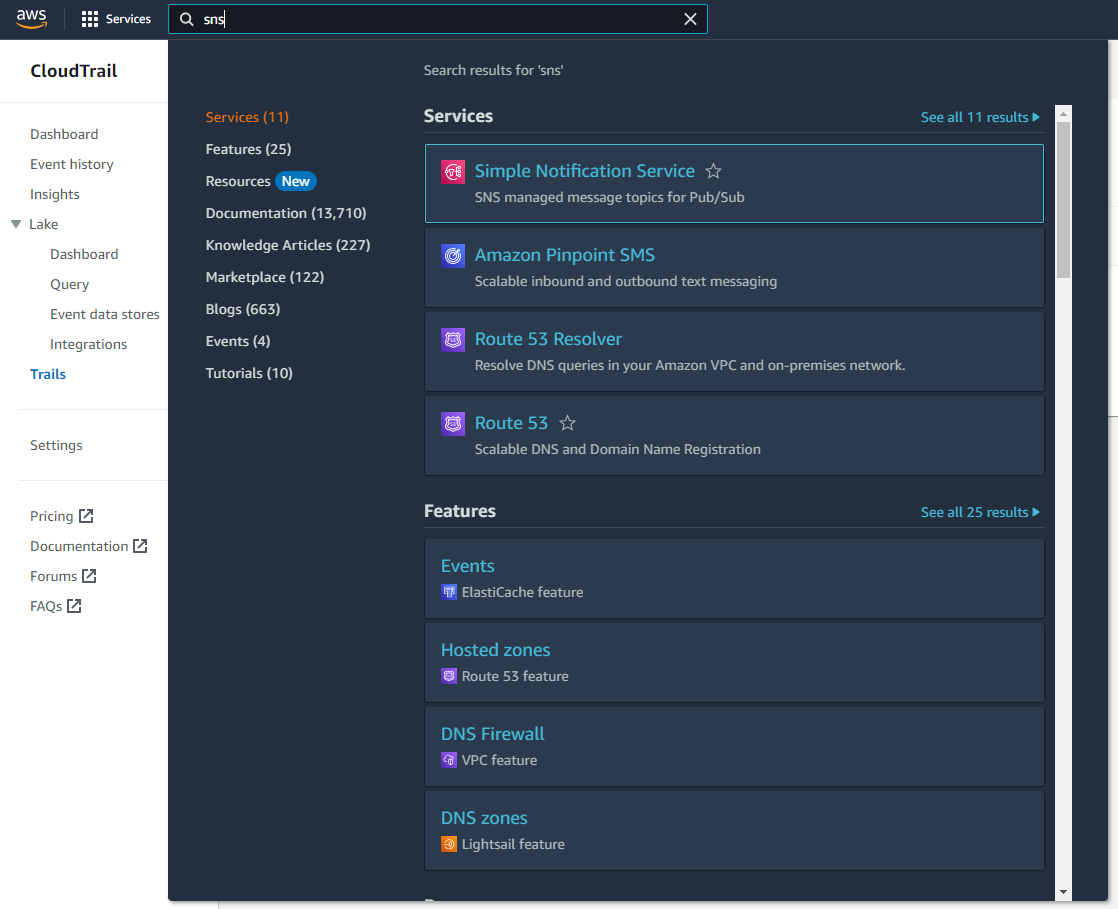 aws
Services
sns
CloudTrail
Dashboard
Event history
Insights
Lake
Dashboard
Query
Event data stores
Integrations
Trails
Settings
Pricing
Documentation
Forums
FAQs
Search results for 'sns'
Services (11)
Features (25)
Resources New
Documentation (13,710)
Knowledge Articles (227)
Marketplace (122)
Blogs (663)
Events (4)
Tutorials (10)
Services
See all 11 results
Simple Notification Service
SNS managed message topics for Pub/Sub
Amazon Pinpoint SMS
Scalable inbound and outbound text messaging
Route 53 Resolver
Resolve DNS queries in your Amazon VPC and on-premises network.
Route 53
Scalable DNS and Domain Name Registration
Features
See all 25 results
Events
ElastiCache feature
Hosted zones
Route 53 feature
DNS Firewall
VPC feature
DNS zones
Lightsail feature